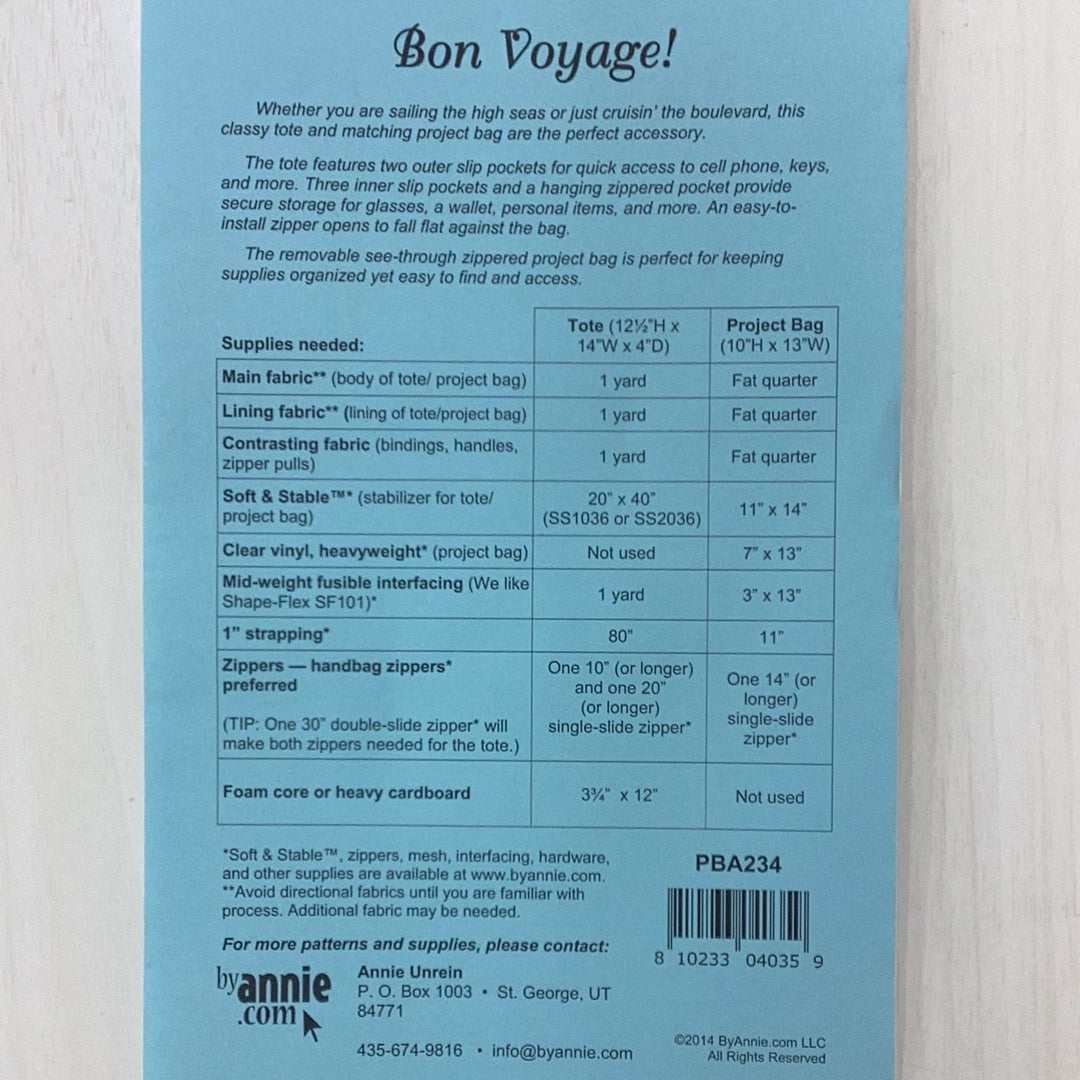 Bon Voyage!
Whether you are sailing the high seas or just cruisin' the boulevard, this
classy tote and matching project bag are the perfect accessory.
The tote features two outer slip pockets for quick access to cell phone, keys,
and more. Three inner slip pockets and a hanging zippered pocket provide
secure storage for glasses, a wallet, personal items, and more. An easy-to-
install zipper opens to fall flat against the bag.
The removable see-through zippered project bag is perfect for keeping
supplies organized yet easy to find and access.
Supplies needed:
Tote (12½"H x
14"W x 4"D)
Project Bag
(10"H x 13"W)
Main fabric** (body of tote/ project bag)
1 yard
Fat quarter
Lining fabric** (lining of tote/project bag)
1 yard
Fat quarter
Contrasting fabric (bindings, handles,
zipper pulls)
1 yard
Fat quarter
Soft & Stable™* (stabilizer for tote/
project bag)
20" x 40"
(SS1036 or SS2036)
11" x 14"
Clear vinyl, heavyweight* (project bag)
Not used
7" x 13"
Mid-weight fusible interfacing (We like
Shape-Flex SF101)*
1 yard
3" x 13"
1" strapping*
80"
11"
Zippers — handbag zippers*
preferred
(TIP: One 30" double-slide zipper* will
make both zippers needed for the tote.)
One 10" (or longer)
and one 20"
(or longer)
single-slide zipper*
One 14" (or
longer)
single-slide
zipper*
Foam core or heavy cardboard
3¾" x 12"
Not used
*Soft & Stable™, zippers, mesh, interfacing, hardware,
and other supplies are available at www.byannie.com.
**Avoid directional fabrics until you are familiar with
process. Additional fabric may be needed.
PBA234
8 10233 04035 9
For more patterns and supplies, please contact:
by annie
.com
Annie Unrein
P. O. Box 1003 • St. George, UT
84771
435-674-9816 • info@byannie.com
©2014 ByAnnie.com LLC
All Rights Reserved